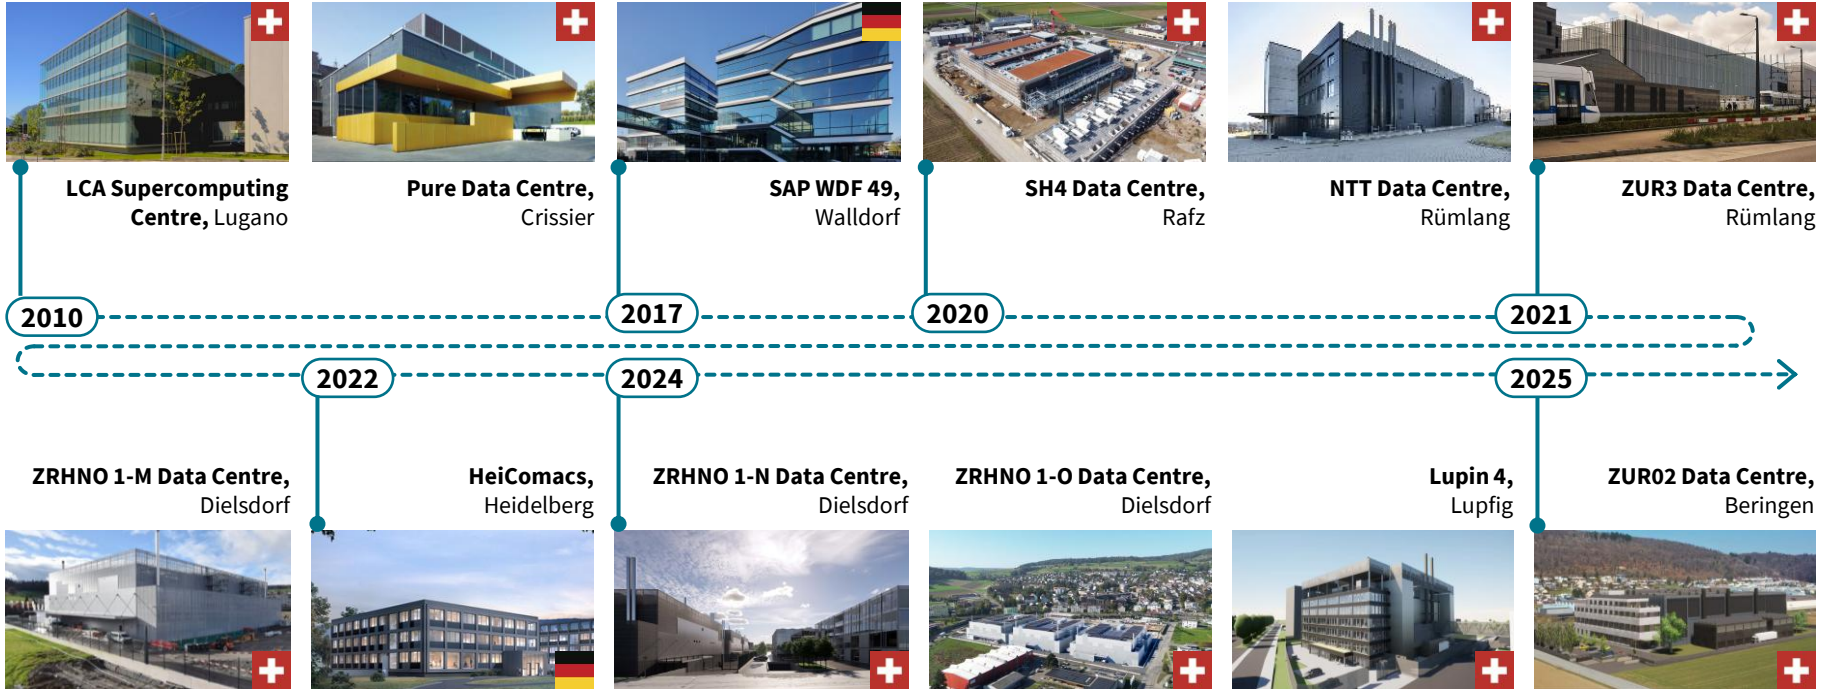 LCA Supercomputing
Centre, Lugano
Pure Data Centre,
Crissier
SAP WDF 49,
Walldorf
SH4 Data Centre,
Rafz
NTT Data Centre,
Rümlang
ZUR3 Data Centre,
Rümlang
2010
2017
2020
2021
2022
2024
2025
ZRHNO 1-M Data Centre,
Dielsdorf
HeiComacs,
Heidelberg
ZRHNO 1-N Data Centre,
Dielsdorf
ZRHNO 1-O Data Centre,
Dielsdorf
Lupin 4,
Lupfig
ZUR02 Data Centre,
Beringen